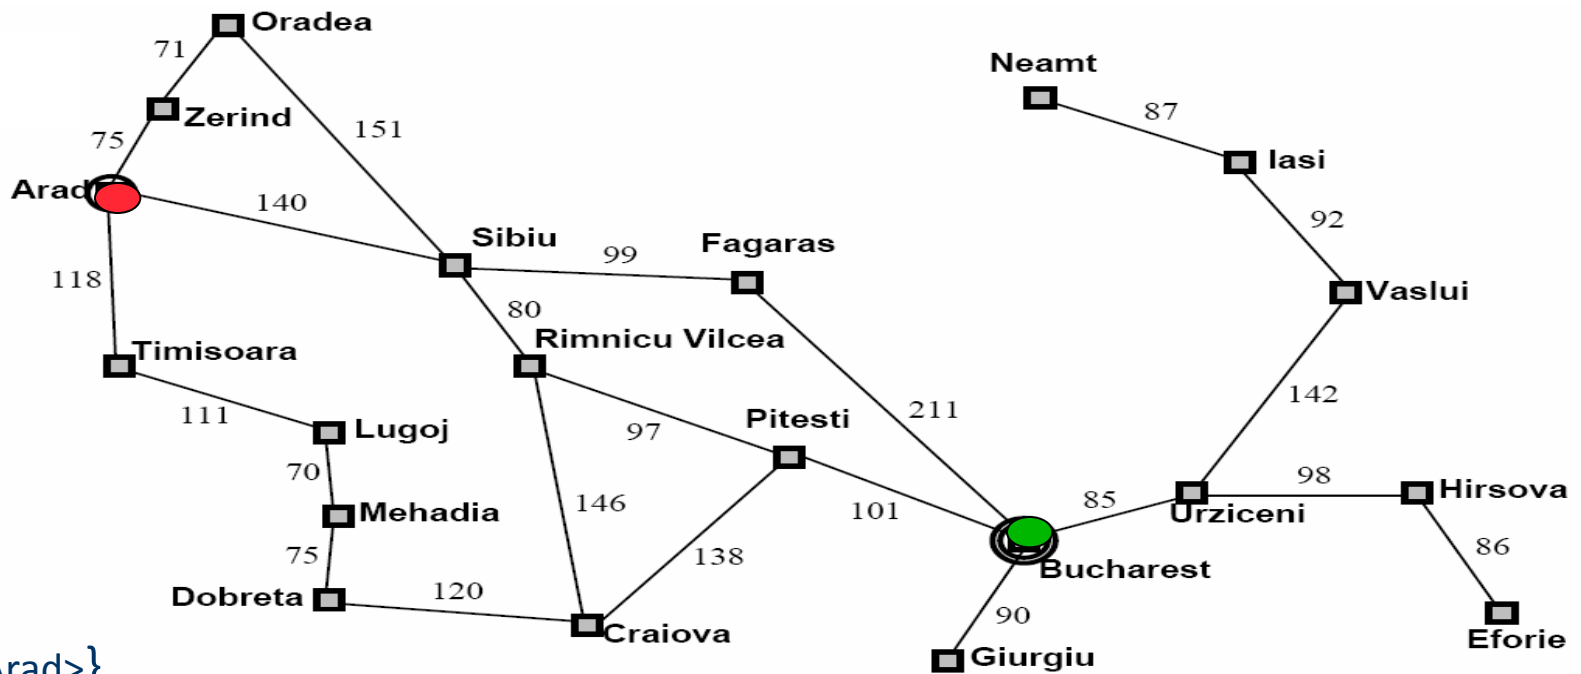 Oradea
71
Neamt
87
Zerind
151
75
Iasi
Arad
140
92
Sibiu
Fagaras
99
118
Vaslui
80
Rimnicu Vilcea
Timisoara
142
111
Pitesti
211
Lugoj
97
70
98
Hirsova
146
101
85
Urziceni
Mehadia
86
75
138
Bucharest
Dobreta
120
90
Craiova
Eforie
Giurgiu
rad>}